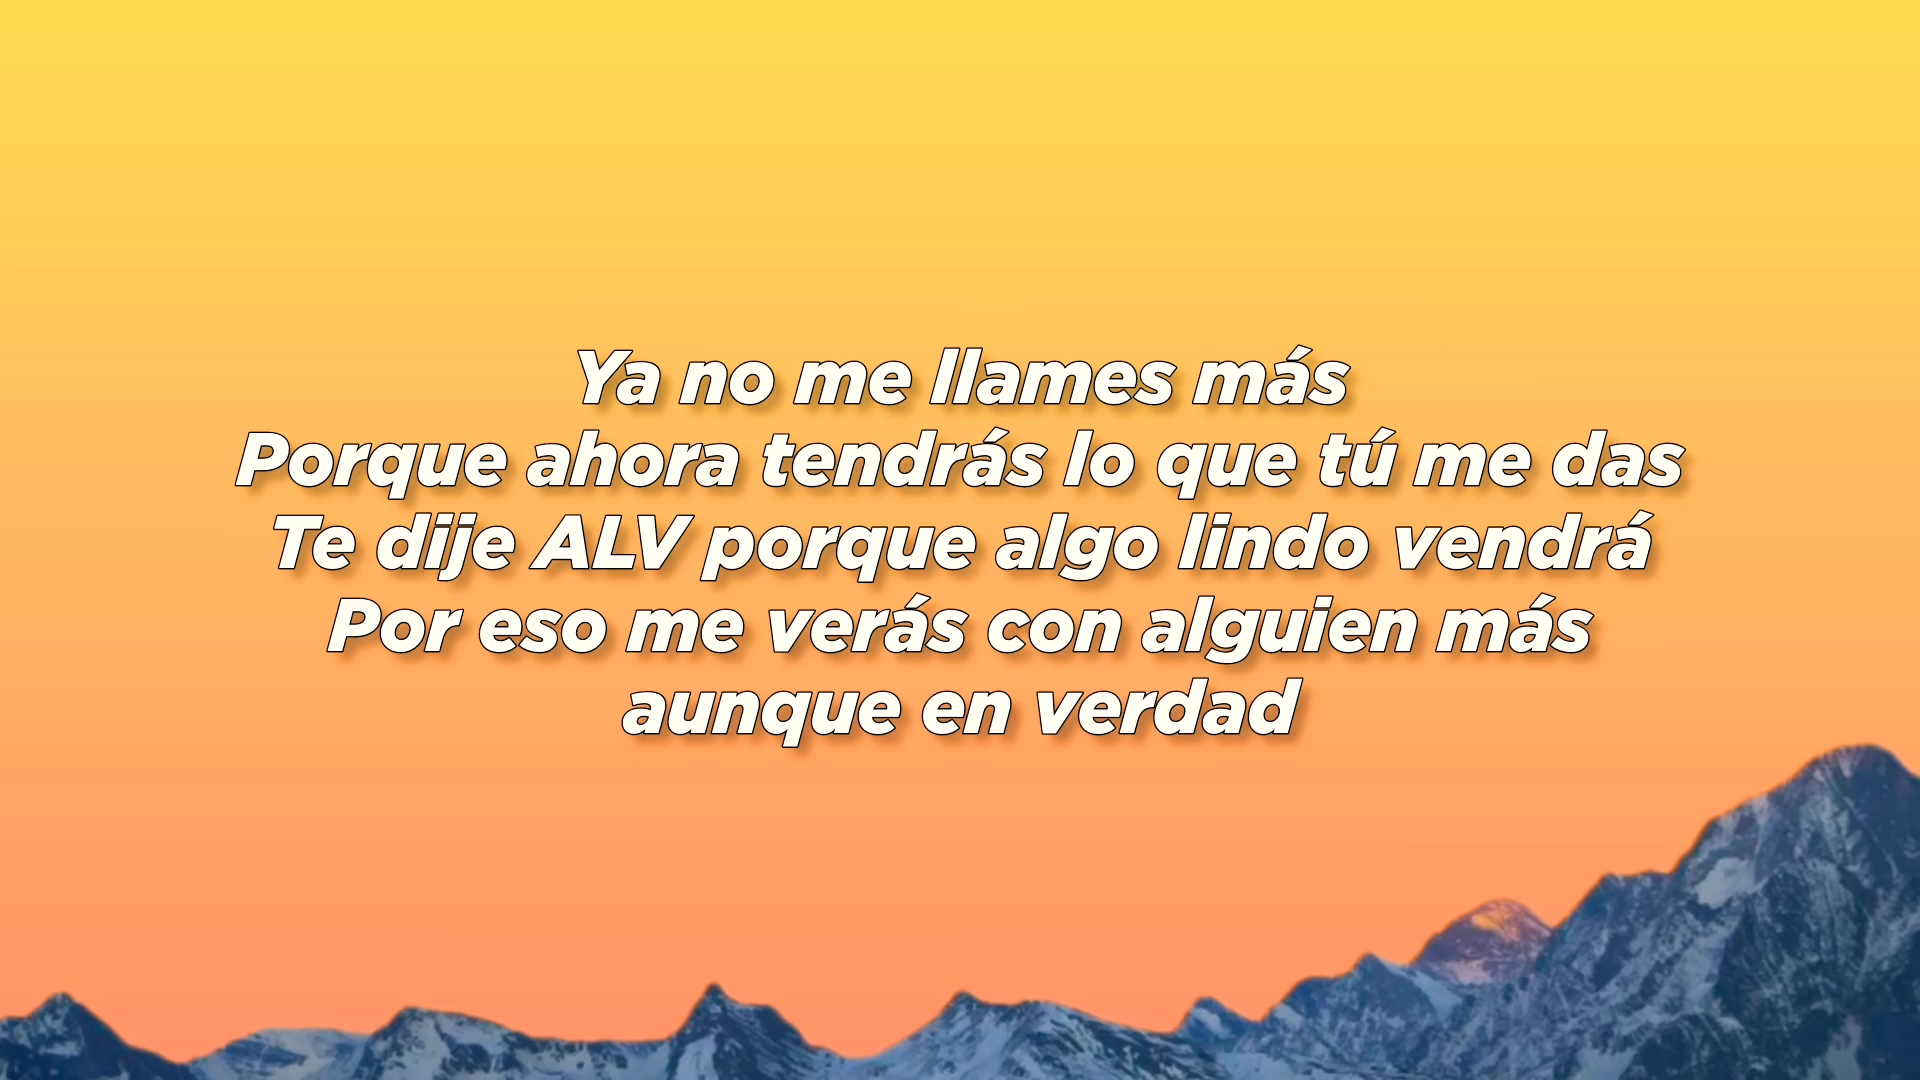 Ya no me llames más
Porque ahora tendrás lo que tú me das
Te dije ALV porque algo lindo vendrá
Por eso me verás con alguien más
aunque en verdad